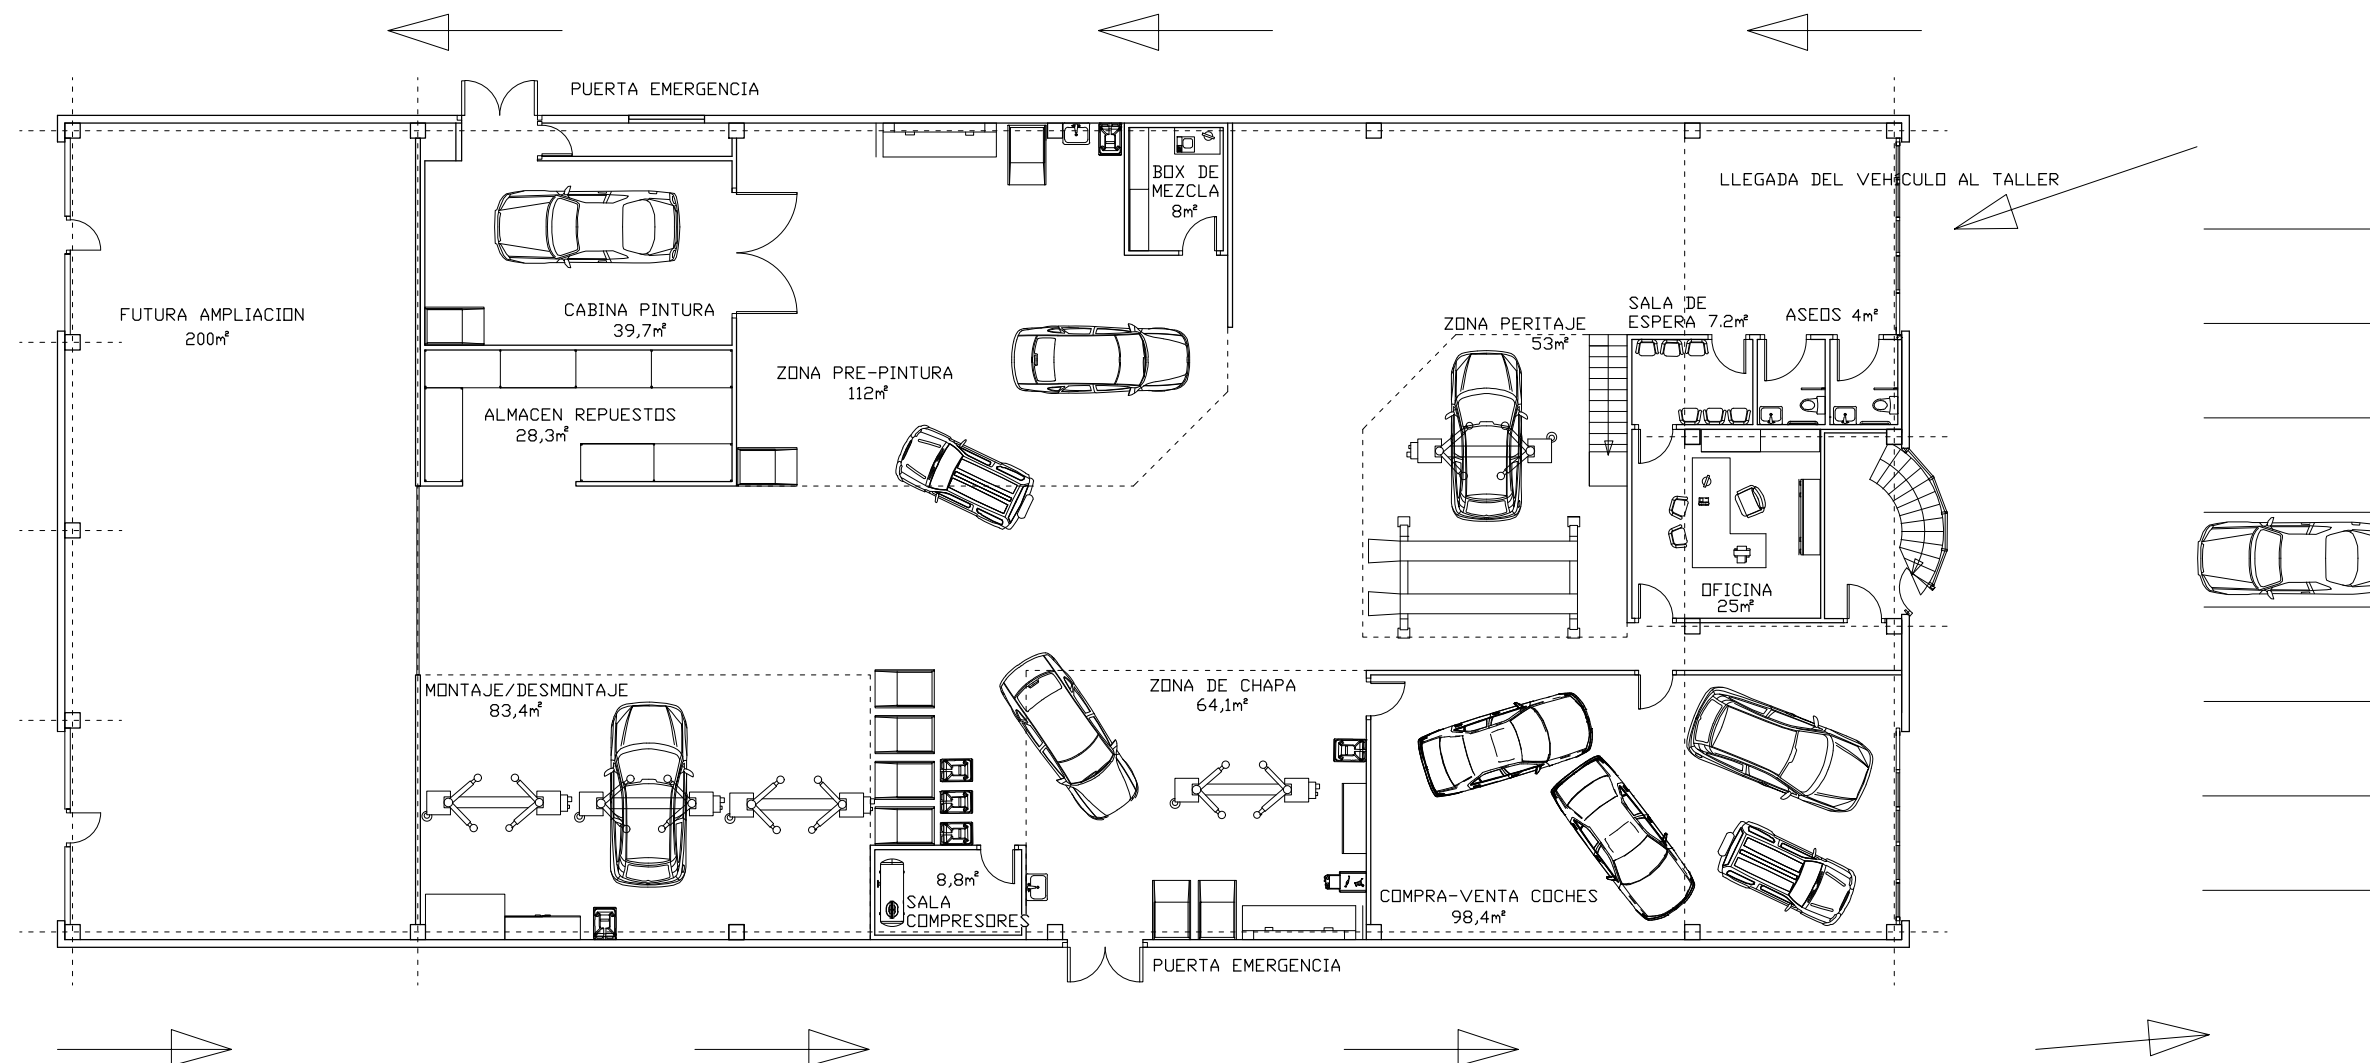 PUERTA EMERGENCIA
BOX DE
MEZCLA
8m²
LLEGADA DEL VEHICULO AL TALLER
FUTURA AMPLIACION
200m²
CABINA PINTURA
39,7m²
ZONA PERITAJE
53m²
SALA DE
ESPERA 7.2m²
ASEOS 4m²
ZONA PRE-PINTURA
112m²
ALMACEN REPUESTOS
28,3m²
OFICINA
25m²
MONTAJE/DESMONTAJE
83,4m²
ZONA DE CHAPA
64,1m²
8,8m²
SALA
COMPRESORES
COMPRA-VENTA COCHES
98,4m²
PUERTA EMERGENCIA